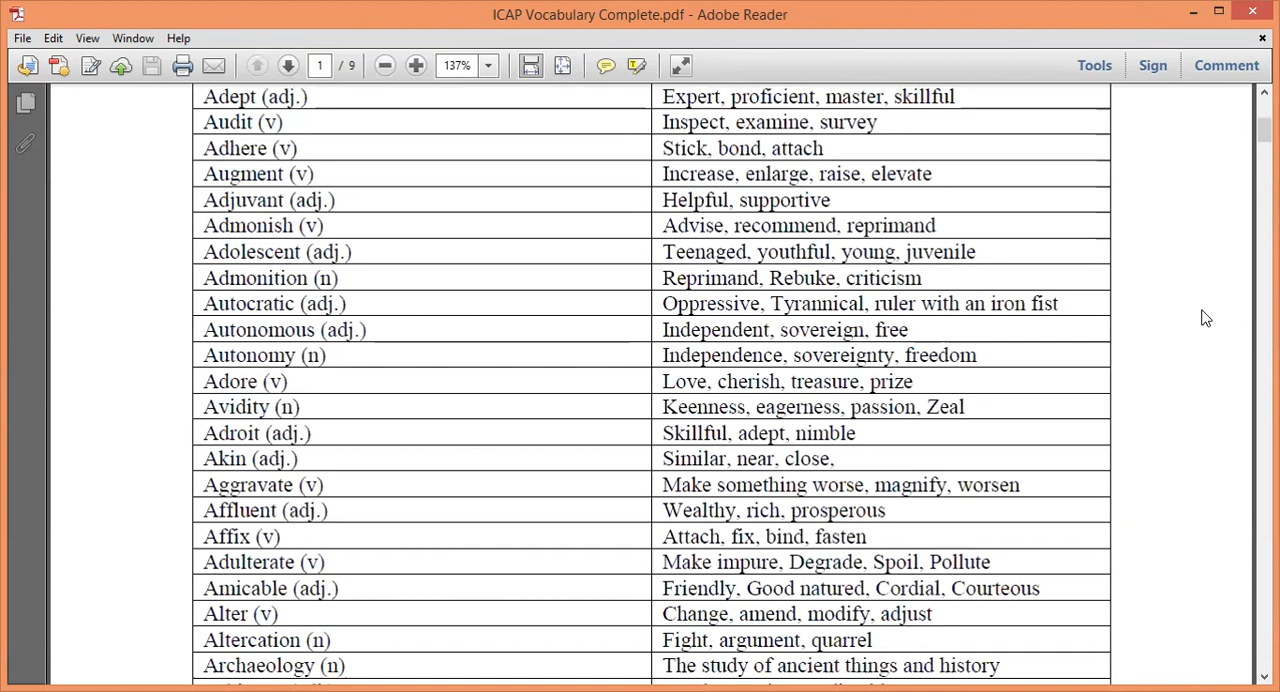 ICAP Vocabulary Complete.pdf - Adobe Reader
File Edit View Window Help
1 / 9 137% Tools Sign Comment
Adept (adj.) Expert, proficient, master, skillful
Audit (v) Inspect, examine, survey
Adhere (v) Stick, bond, attach
Augment (v) Increase, enlarge, raise, elevate
Adjuvant (adj.) Helpful, supportive
Admonish (v) Advise, recommend, reprimand
Adolescent (adj.) Teenaged, youthful, young, juvenile
Admonition (n) Reprimand, Rebuke, criticism
Autocratic (adj.) Oppressive, Tyrannical, ruler with an iron fist
Autonomous (adj.) Independent, sovereign, free
Autonomy (n) Independence, sovereignty, freedom
Adore (v) Love, cherish, treasure, prize
Avidity (n) Keenness, eagerness, passion, Zeal
Adroit (adj.) Skillful, adept, nimble
Akin (adj.) Similar, near, close,
Aggravate (v) Make something worse, magnify, worsen
Affluent (adj.) Wealthy, rich, prosperous
Affix (v) Attach, fix, bind, fasten
Adulterate (v) Make impure, Degrade, Spoil, Pollute
Amicable (adj.) Friendly, Good natured, Cordial, Courteous
Alter (v) Change, amend, modify, adjust
Altercation (n) Fight, argument, quarrel
Archaeology (n) The study of ancient things and history